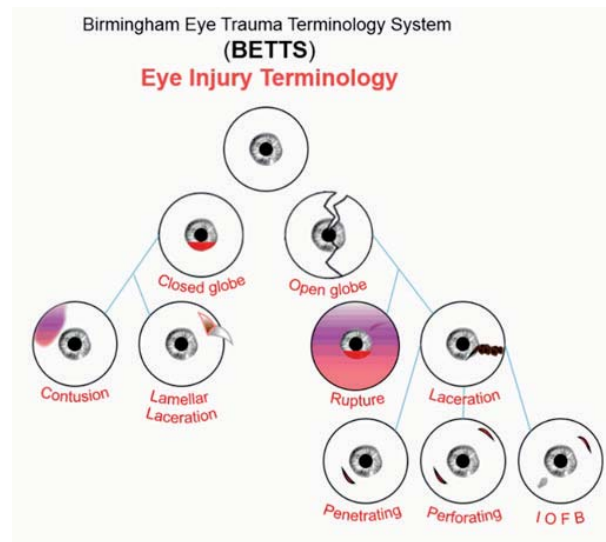 Birmingham Eye Trauma Terminology System
(BETTS)
Eye Injury Terminology
Closed globe
Open globe
Contusion
Lamellar
Laceration
Rupture
Laceration
Penetrating
Perforating
I O F B